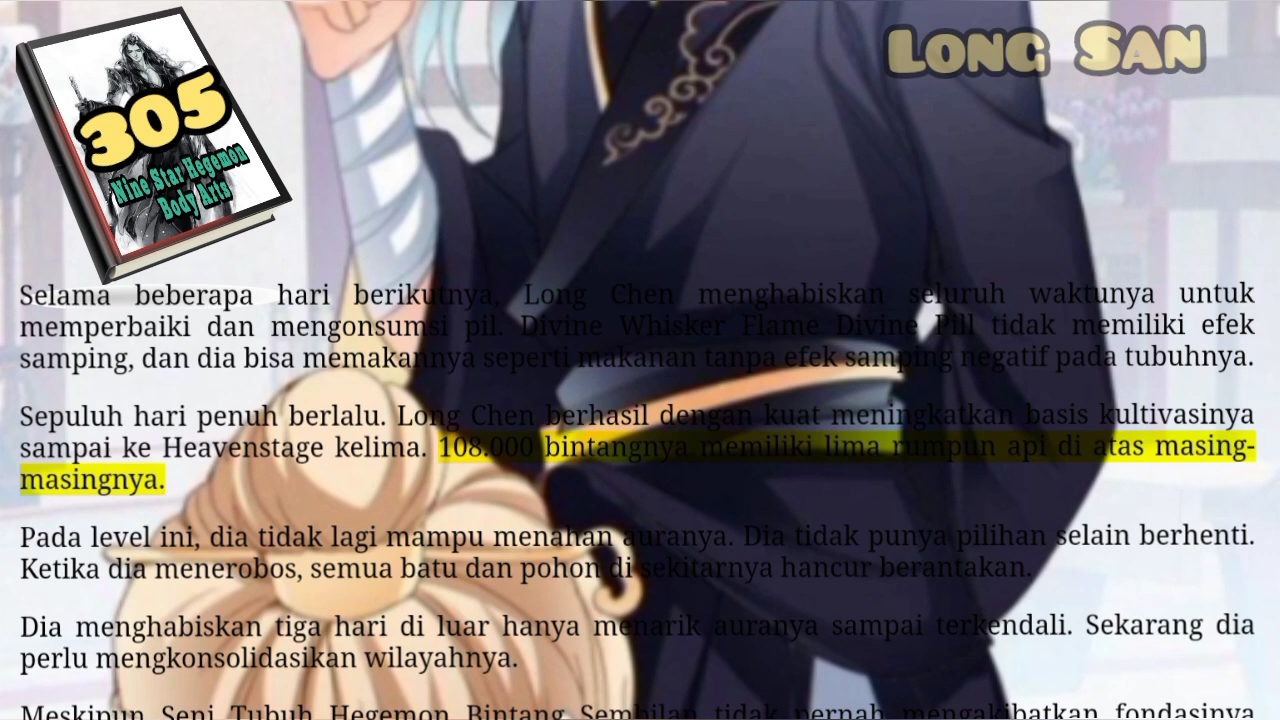 305
Nine Star Hegemon
Body Arts
Long San
Selama beberapa hari berikutnya, Long Chen menghabiskan seluruh waktunya untuk
memperbaiki dan mengonsumsi pil. Divine Whisker Flame Divine Pill tidak memiliki efek
samping, dan dia bisa memakannya seperti makanan tanpa efek samping negatif pada tubuhnya.
Sepuluh hari penuh berlalu. Long Chen berhasil dengan kuat meningkatkan basis kultivasinya
sampai ke Heavenstage kelima. 108.000 bintangnya memiliki lima rumpun api di atas masing-
masingnya.
Pada level ini, dia tidak lagi mampu menahan auranya. Dia tidak punya pilihan selain berhenti.
Ketika dia menerobos, semua batu dan pohon di sekitarnya hancur berantakan.
Dia menghabiskan tiga hari di luar hanya menarik auranya sampai terkendali. Sekarang dia
perlu mengkonsolidasikan wilayahnya.
Meskipun Seni Tubuh Hegemon Bintang Sembilan tidak pernah mengakibatkan fondasinya